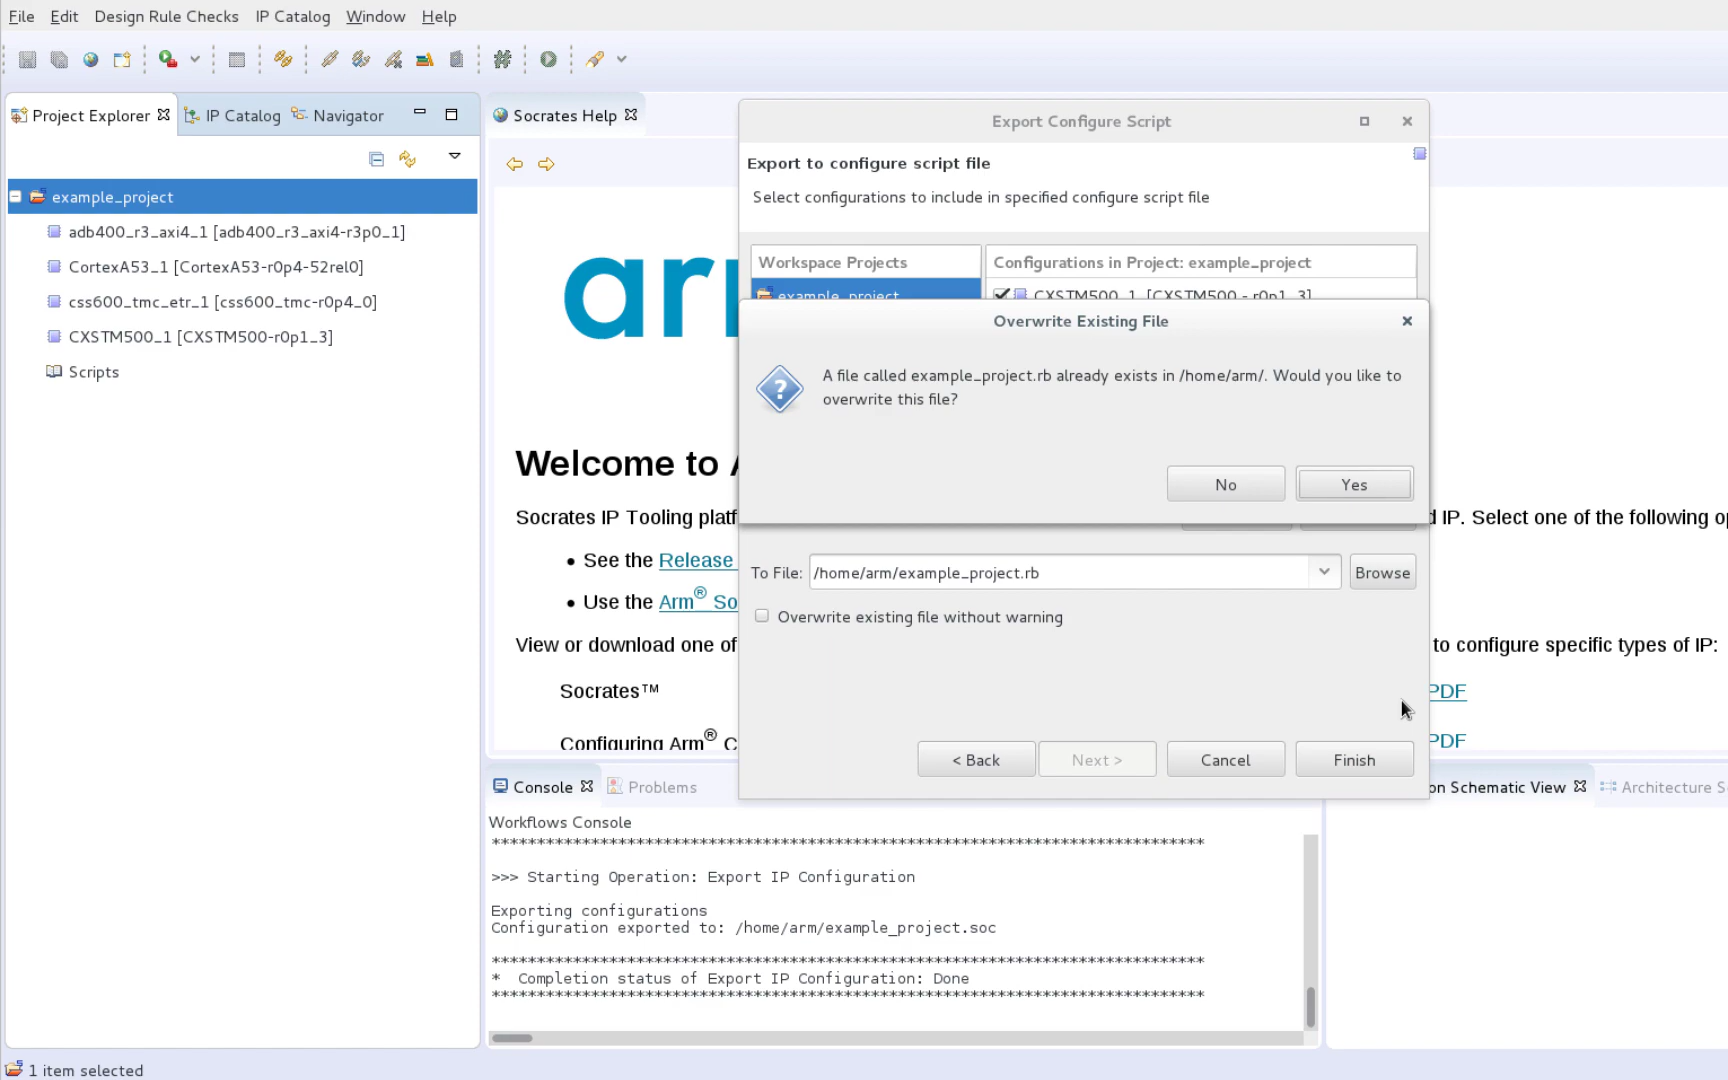 File Edit Design Rule Checks IP Catalog Window Help
Project Explorer IP Catalog Navigator
example_project
adb400_r3_axi4_1 [adb400_r3_axi4-r3p0_1]
CortexA53_1 [CortexA53-r0p4-52rel0]
css600_tmc_etr_1 [css600_tmc-r0p4_0]
CXSTM500_1 [CXSTM500-r0p1_3]
Scripts
Socrates Help
Welcome to
Socrates IP Tooling
d IP. Select one of the following
• See the Release
• Use the Arm® So
View or download one of
to configure specific types of IP:
Socrates™
PDF
Configuring Arm® C
PDF
Export Configure Script
Export to configure script file
Select configurations to include in specified configure script file
Workspace Projects
Configurations in Project: example_project
example_project
CXSTM500_1 [CXSTM500 - r0p1_3]
Overwrite Existing File
A file called example_project.rb already exists in /home/arm/. Would you like to
overwrite this file?
No Yes
To File: /home/arm/example_project.rb Browse
Overwrite existing file without warning
< Back Next > Cancel Finish
Console Problems
on Schematic View Architecture S
Workflows Console
*******************************************************************************
>>> Starting Operation: Export IP Configuration
Exporting configurations
Configuration exported to: /home/arm/example_project.soc
*******************************************************************************
* Completion status of Export IP Configuration: Done
*******************************************************************************
1 item selected